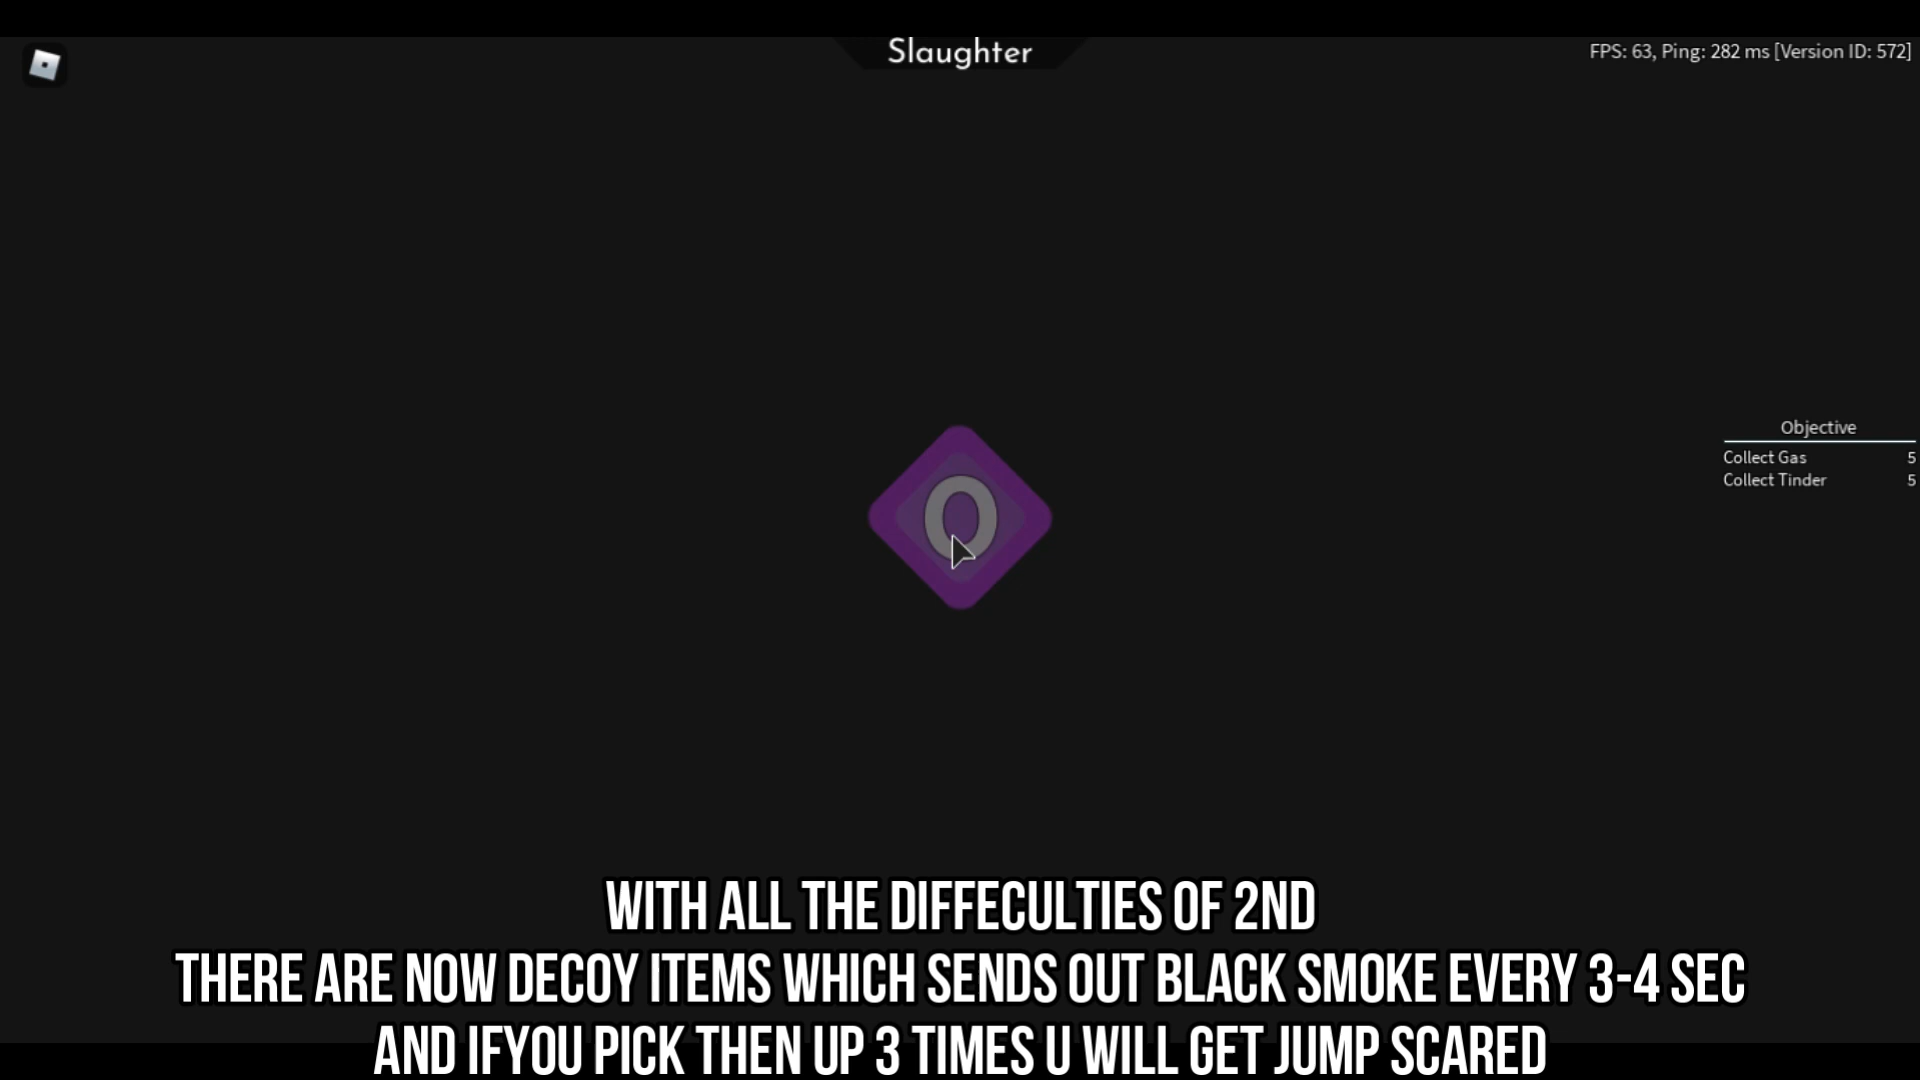 Slaughter
FPS: 63, Ping: 282 ms [Version ID: 572]
O
Objective
Collect Gas 5
Collect Tinder 5
WITH ALL THE DIFFECULTIES OF 2ND
THERE ARE NOW DECOY ITEMS WHICH SENDS OUT BLACK SMOKE EVERY 3-4 SEC
AND IFYOU PICK THEN UP 3 TIMES U WILL GET JUMP SCARED